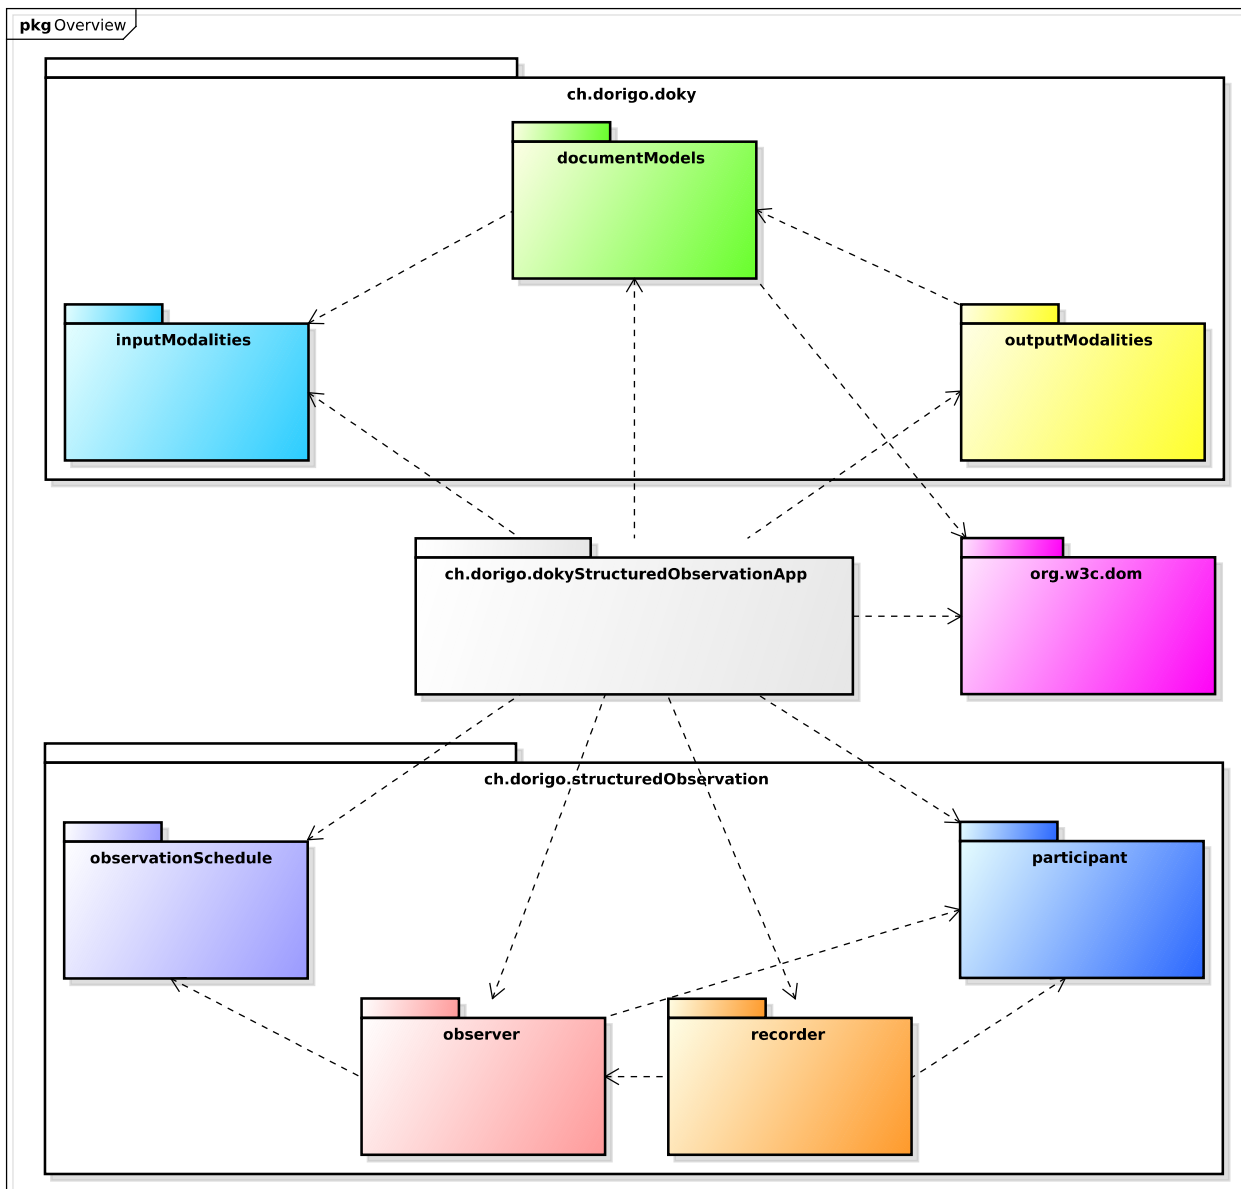 pkg Overview
ch.dorigo.doky
documentModels
inputModalities
outputModalities
ch.dorigo.dokyStructuredObservationApp
org.w3c.dom
ch.dorigo.structuredObservation
observationSchedule
participant
observer
recorder